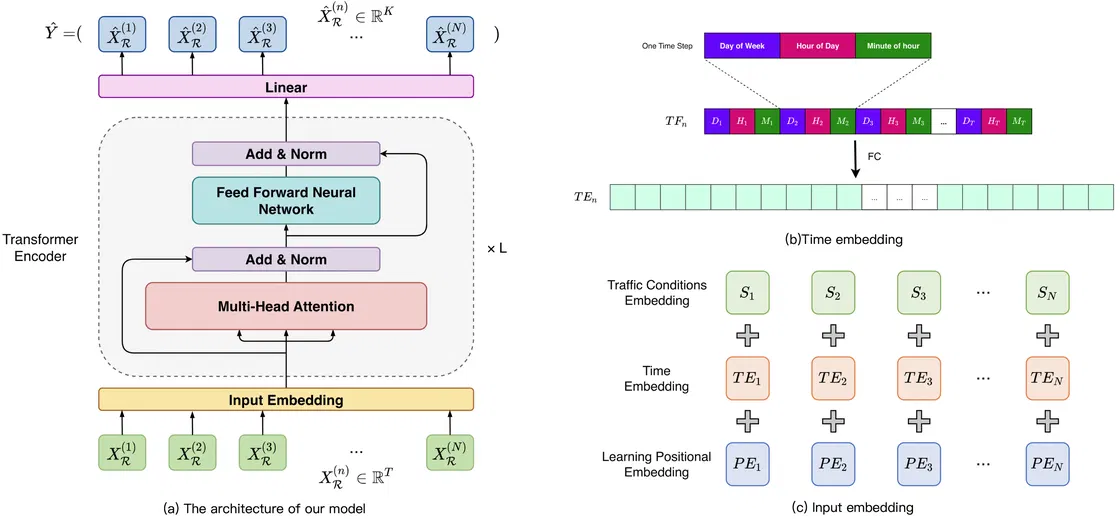 Ŷ =( X̂_R^(1) X̂_R^(2) X̂_R^(3) ... X̂_R^(N) )
X̂_R^(n) ∈ ℝ^K
Linear
Add & Norm
Feed Forward Neural
Network
Add & Norm
Multi-Head Attention
Transformer
Encoder
× L
Input Embedding
X_R^(1) X_R^(2) X_R^(3) ... X_R^(N)
X_R^(n) ∈ ℝ^T
(a) The architecture of our model
One Time Step
Day of Week Hour of Day Minute of hour
TF_n
D_1 H_1 M_1 D_2 H_2 M_2 D_3 H_3 M_3 ... D_T H_T M_T
FC
TE_n
... ... ...
(b)Time embedding
Traffic Conditions
Embedding
S_1 S_2 S_3 ... S_N
+ + + +
Time
Embedding
TE_1 TE_2 TE_3 ... TE_N
+ + + +
Learning Positional
Embedding
PE_1 PE_2 PE_3 ... PE_N
(c) Input embedding